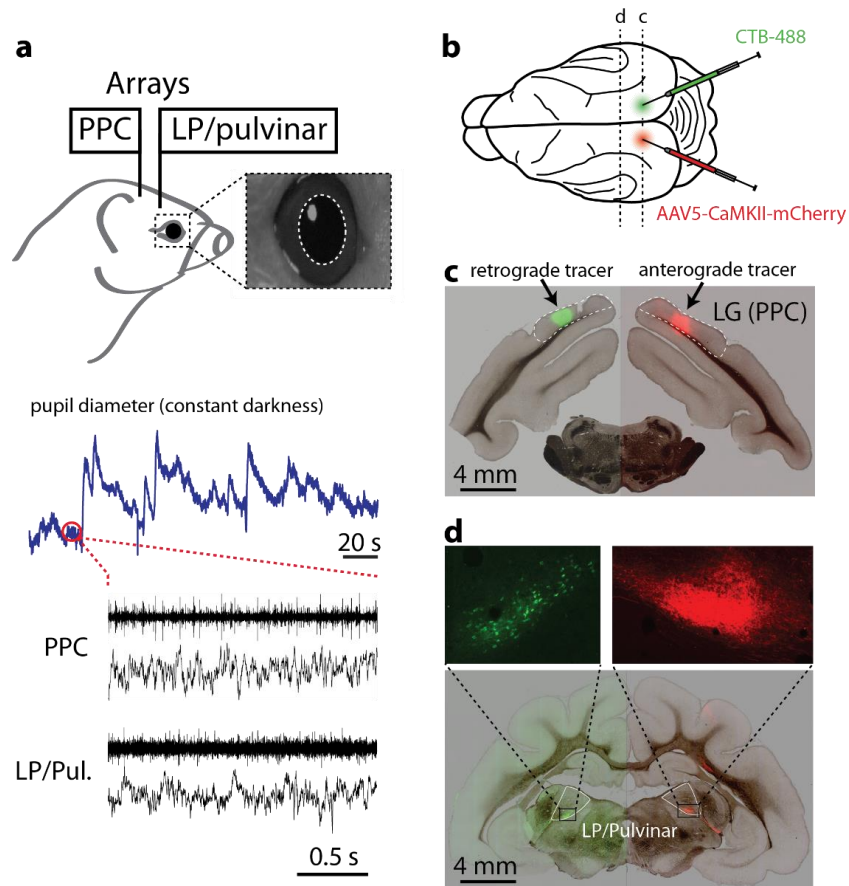 a
Arrays
PPC
LP/pulvinar
pupil diameter (constant darkness)
20 s
PPC
LP/Pul.
0.5 s
b
d
c
CTB-488
AAV5-CaMKII-mCherry
c
retrograde tracer
anterograde tracer
LG (PPC)
4 mm
d
LP/Pulvinar
4 mm